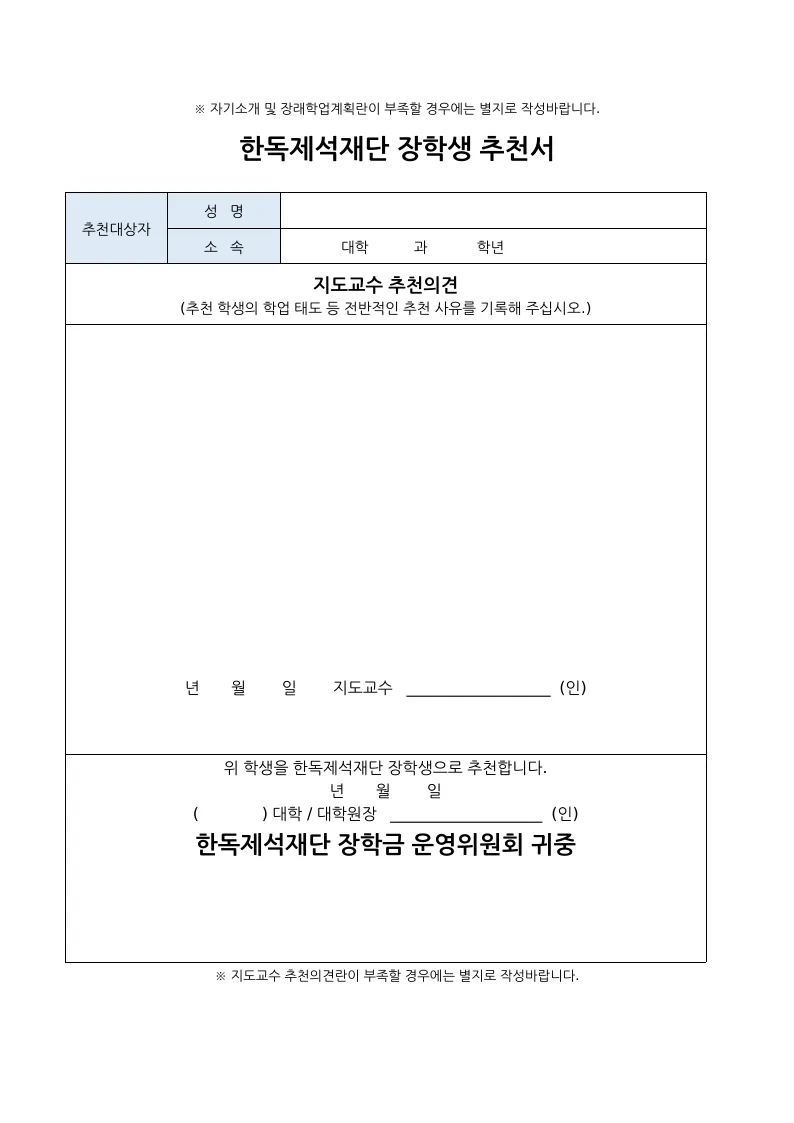 ※ 자기소개 및 장래학업계획란이 부족할 경우에는 별지로 작성바랍니다.
한독제석재단 장학생 추천서
추천대상자
성 명
소 속
대학 과 학년
지도교수 추천의견
(추천 학생의 학업 태도 등 전반적인 추천 사유를 기록해 주십시오.)
년 월 일 지도교수 __________________ (인)
위 학생을 한독제석재단 장학생으로 추천합니다.
년 월 일
( ) 대학 / 대학원장 ___________________ (인)
한독제석재단 장학금 운영위원회 귀중
※ 지도교수 추천의견란이 부족할 경우에는 별지로 작성바랍니다.